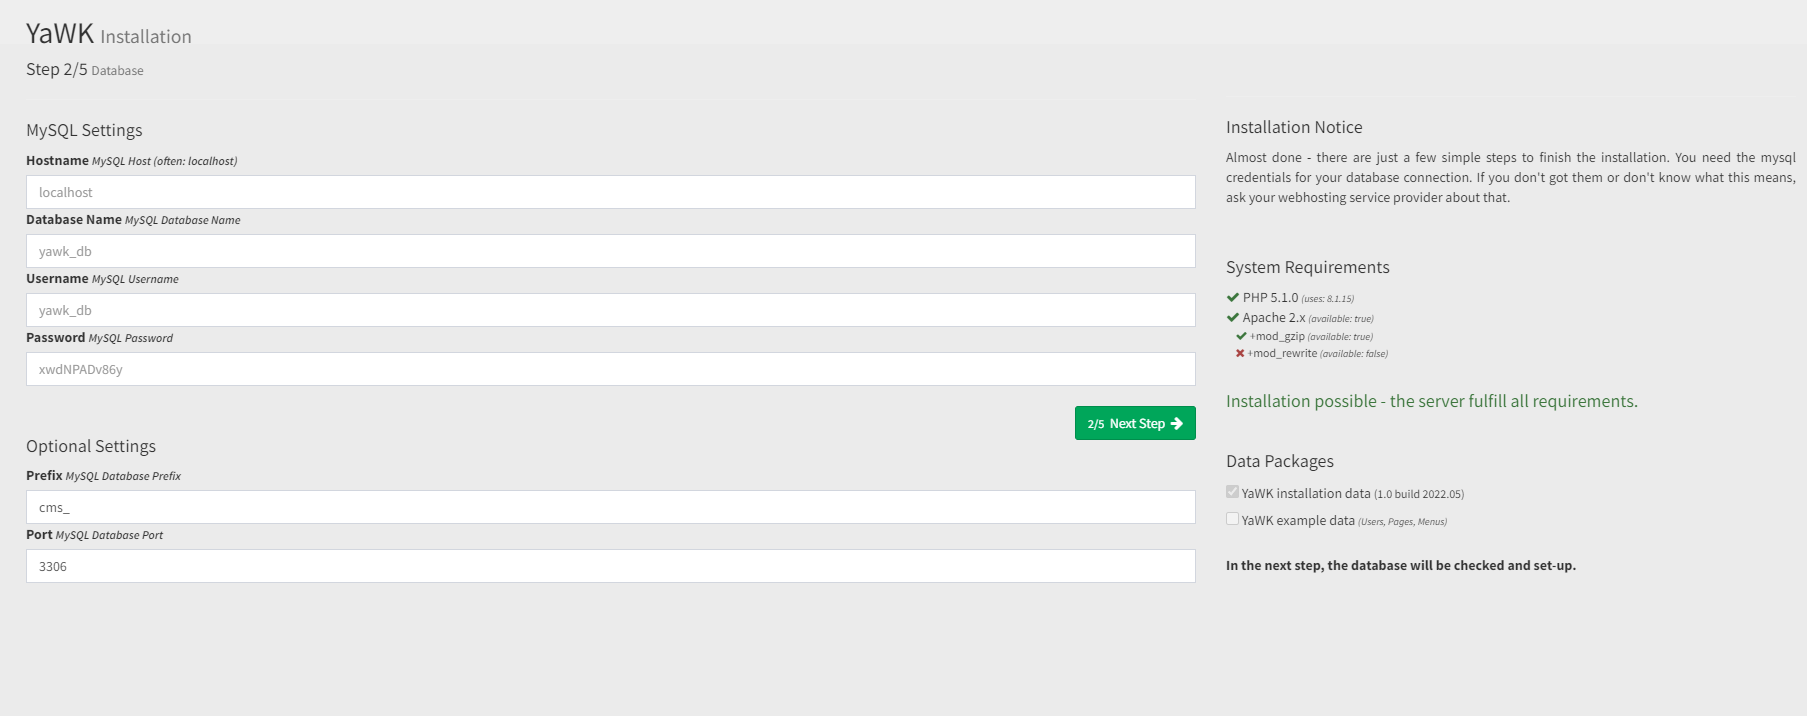 YaWK Installation
Step 2/5 Database
MySQL Settings
Hostname MySQL Host (often: localhost)
localhost
Database Name MySQL Database Name
yawk_db
Username MySQL Username
yawk_db
Password MySQL Password
xwdNPADv86y
2/5 Next Step
Optional Settings
Prefix MySQL Database Prefix
cms_
Port MySQL Database Port
3306
Installation Notice
Almost done - there are just a few simple steps to finish the installation. You need the mysql
credentials for your database connection. If you don't got them or don't know what this means,
ask your webhosting service provider about that.
System Requirements
PHP 5.1.0 (uses: 8.1.15)
Apache 2.x (available: true)
+mod_gzip (available: true)
+mod_rewrite (available: false)
Installation possible - the server fulfill all requirements.
Data Packages
YaWK installation data (1.0 build 2022.05)
YaWK example data (Users, Pages, Menus)
In the next step, the database will be checked and set-up.